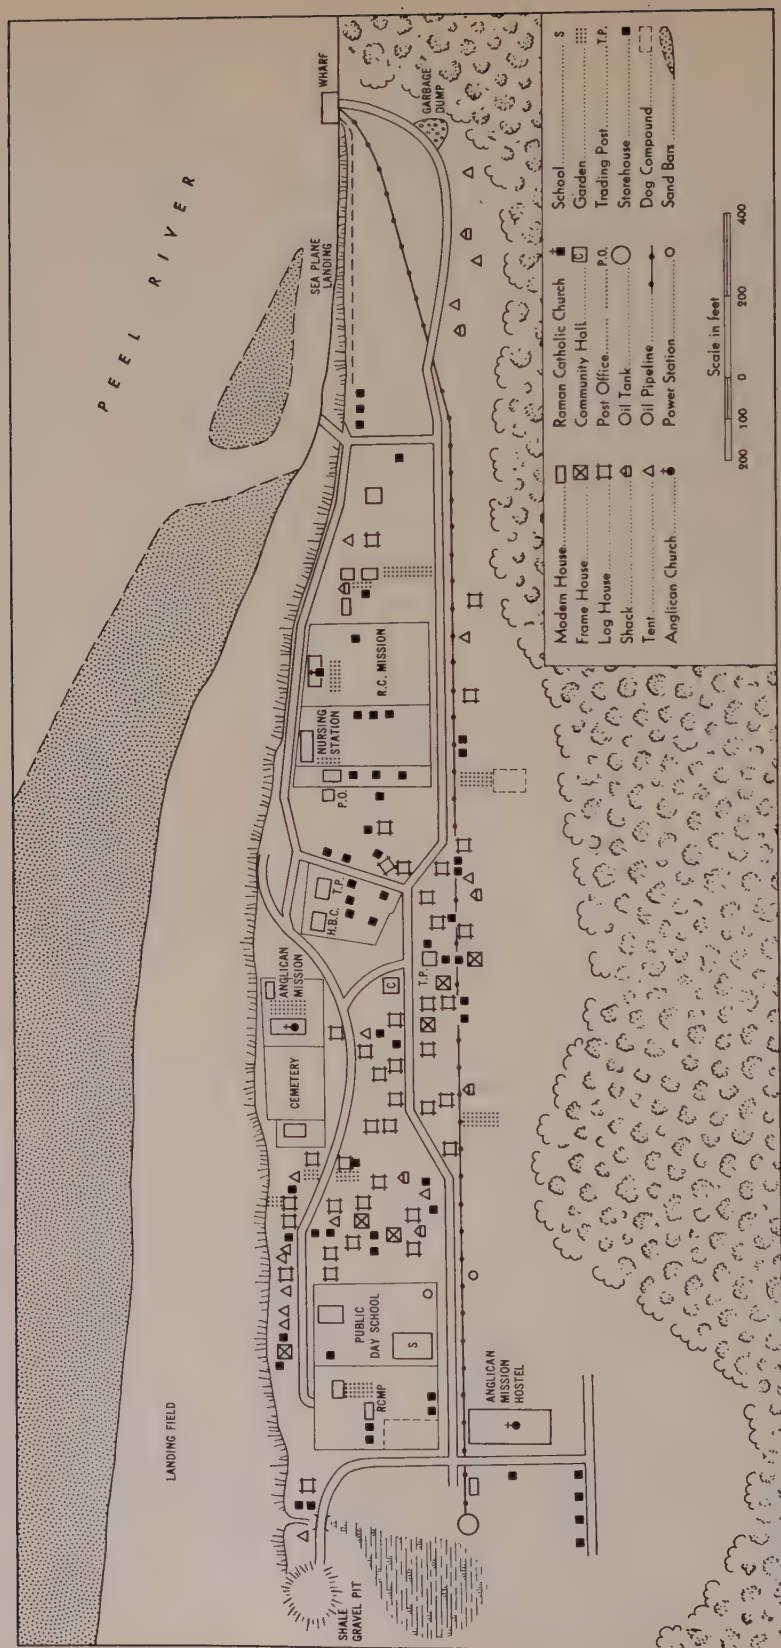 PEEL RIVER
WHARF
SEA PLANE
LANDING
GARBAGE
DUMP
LANDING FIELD
ANGLICAN
MISSION
CEMETERY
H.B.C.
T.P.
P.O.
NURSING
STATION
R.C. MISSION
C
T.P.
PUBLIC
DAY SCHOOL
S
RCMP
ANGLICAN
MISSION
HOSTEL
SHALE
GRAVEL PIT
Modern House
Frame House
Log House
Shack
Tent
Anglican Church
Roman Catholic Church
Community Hall C
Post Office P.O.
Oil Tank
Oil Pipeline
Power Station
School S
Garden
Trading Post T.P.
Storehouse
Dog Compound
Sand Bars
Scale in feet
200 100 0 200 400